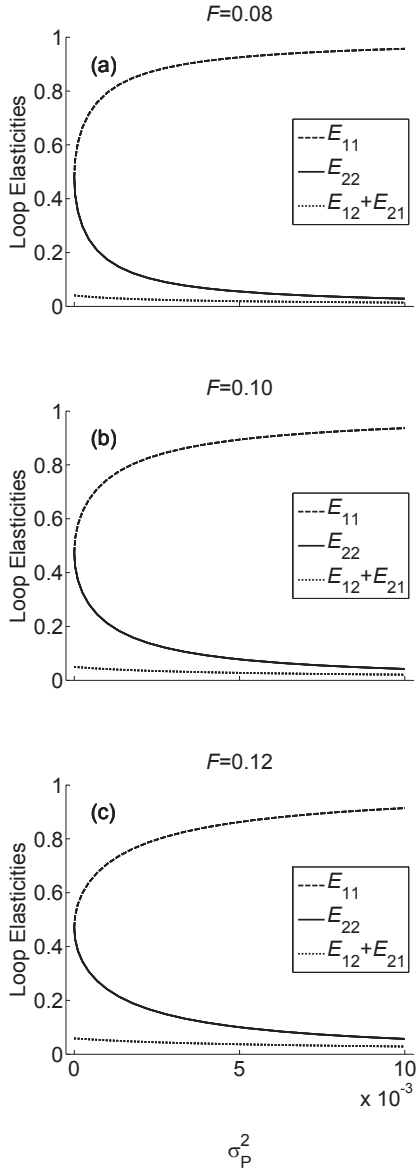 F=0.08
1
(a)
0.8
E11
0.6
E22
0.4
E12+E21
0.2
0
Loop Elasticities
F=0.10
1
(b)
0.8
E11
0.6
E22
0.4
E12+E21
0.2
0
Loop Elasticities
F=0.12
1
(c)
0.8
E11
0.6
E22
0.4
E12+E21
0.2
0
Loop Elasticities
0 5 10
x 10-3
σP2